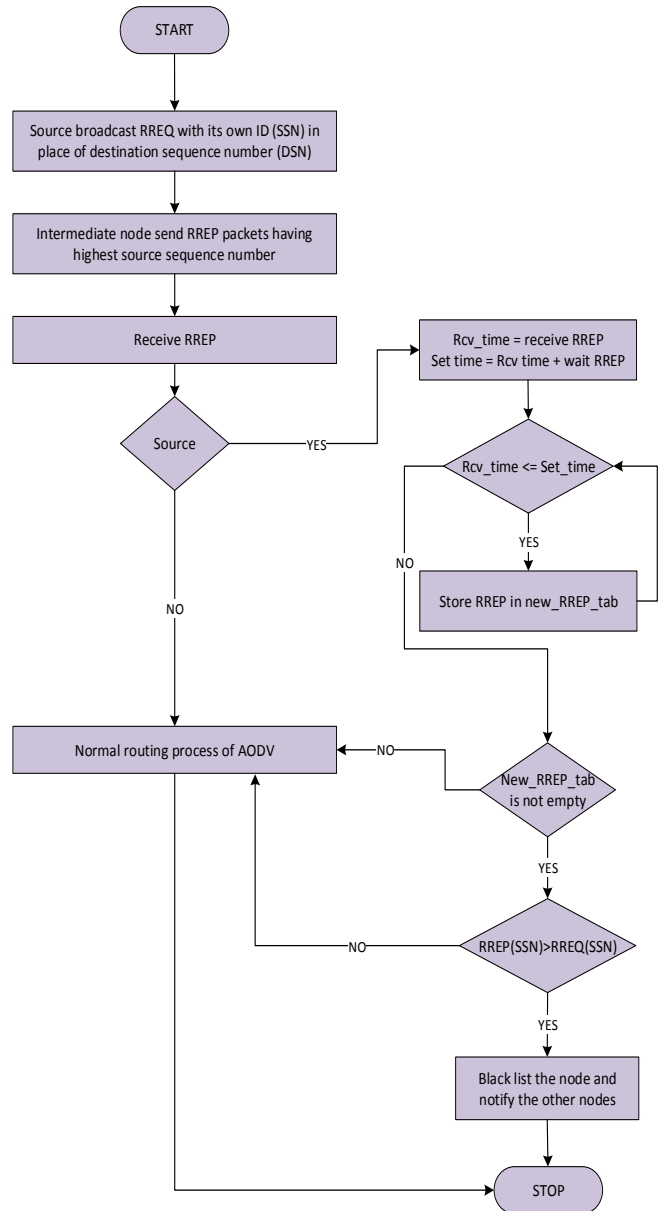 START
Source broadcast RREQ with its own ID (SSN) in
place of destination sequence number (DSN)
Intermediate node send RREP packets having
highest source sequence number
Receive RREP
Rcv_time = receive RREP
Set time = Rcv time + wait RREP
Source
YES
Rcv_time <= Set_time
YES
NO
Store RREP in new_RREP_tab
NO
Normal routing process of AODV
NO
New_RREP_tab
is not empty
YES
NO
RREP(SSN)>RREQ(SSN)
YES
Black list the node and
notify the other nodes
STOP